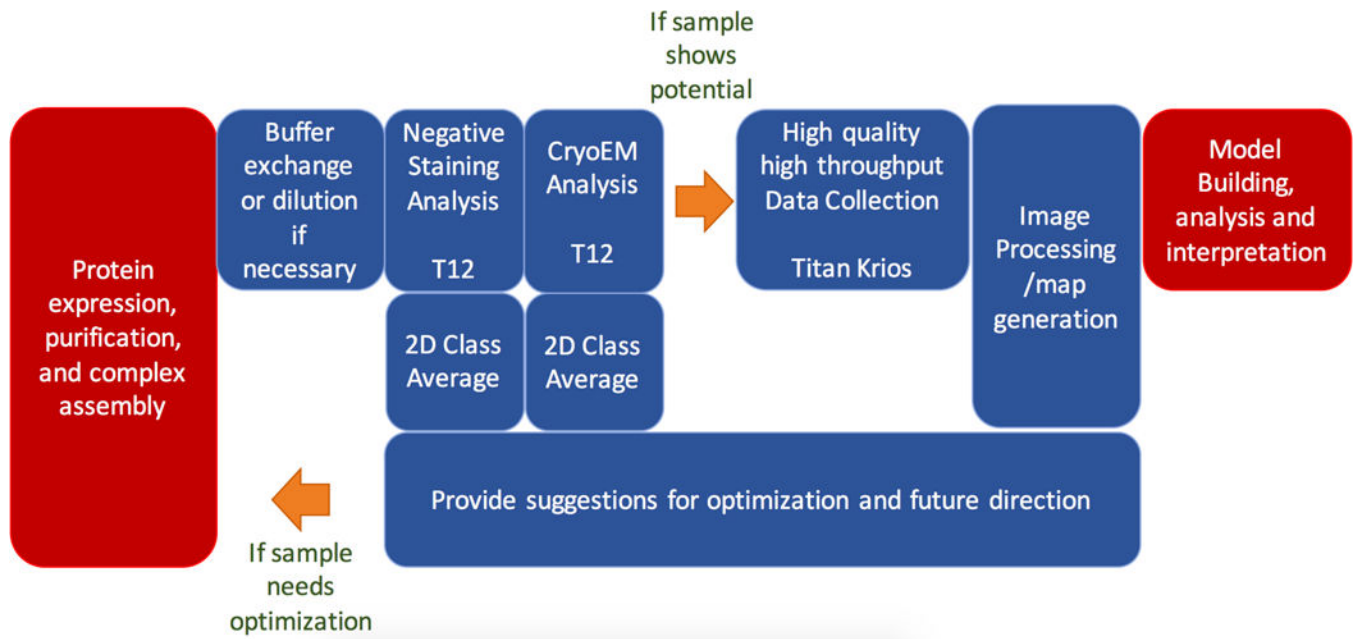 If sample
shows
potential
Protein
expression,
purification,
and complex
assembly
Buffer
exchange
or dilution
if
necessary
Negative
Staining
Analysis
T12
CryoEM
Analysis
T12
2D Class
Average
2D Class
Average
High quality
high throughput
Data Collection
Titan Krios
Image
Processing
/map
generation
Model
Building,
analysis and
interpretation
Provide suggestions for optimization and future direction
If sample
needs
optimization